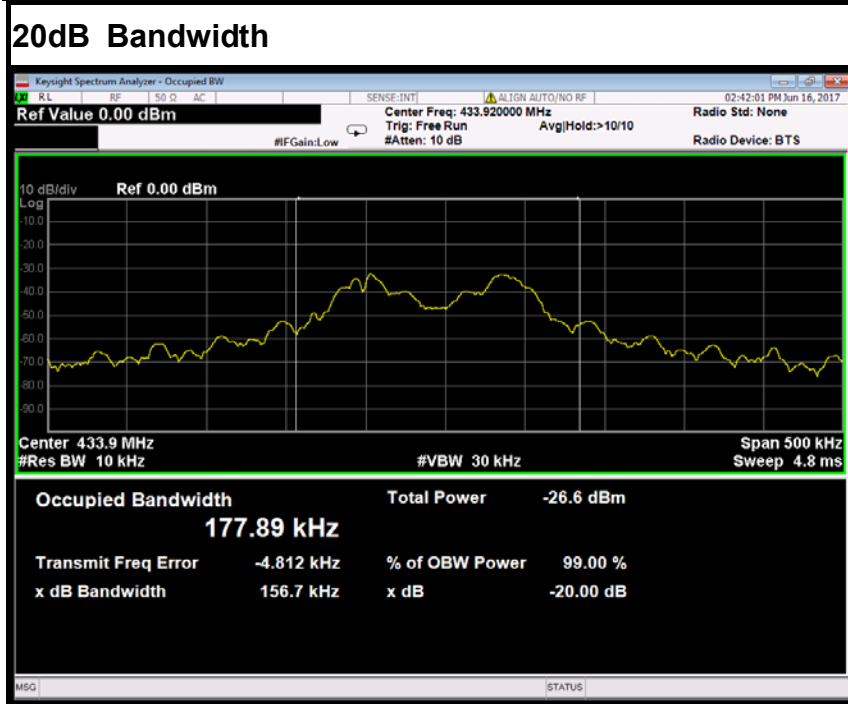 20dB Bandwidth
Keysight Spectrum Analyzer - Occupied BW
RL RF 50 Ω AC SENSE:INT ALIGN AUTO/NO RF 02:42:01 PM Jun 16, 2017
Ref Value 0.00 dBm Center Freq: 433.920000 MHz Radio Std: None
Trig: Free Run Avg|Hold:>10/10
#IFGain:Low #Atten: 10 dB Radio Device: BTS
10 dB/div Ref 0.00 dBm
Log
-10.0
-20.0
-30.0
-40.0
-50.0
-60.0
-70.0
-80.0
-90.0
Center 433.9 MHz Span 500 kHz
#Res BW 10 kHz #VBW 30 kHz Sweep 4.8 ms
Occupied Bandwidth Total Power -26.6 dBm
177.89 kHz
Transmit Freq Error -4.812 kHz % of OBW Power 99.00 %
x dB Bandwidth 156.7 kHz x dB -20.00 dB
MSG STATUS